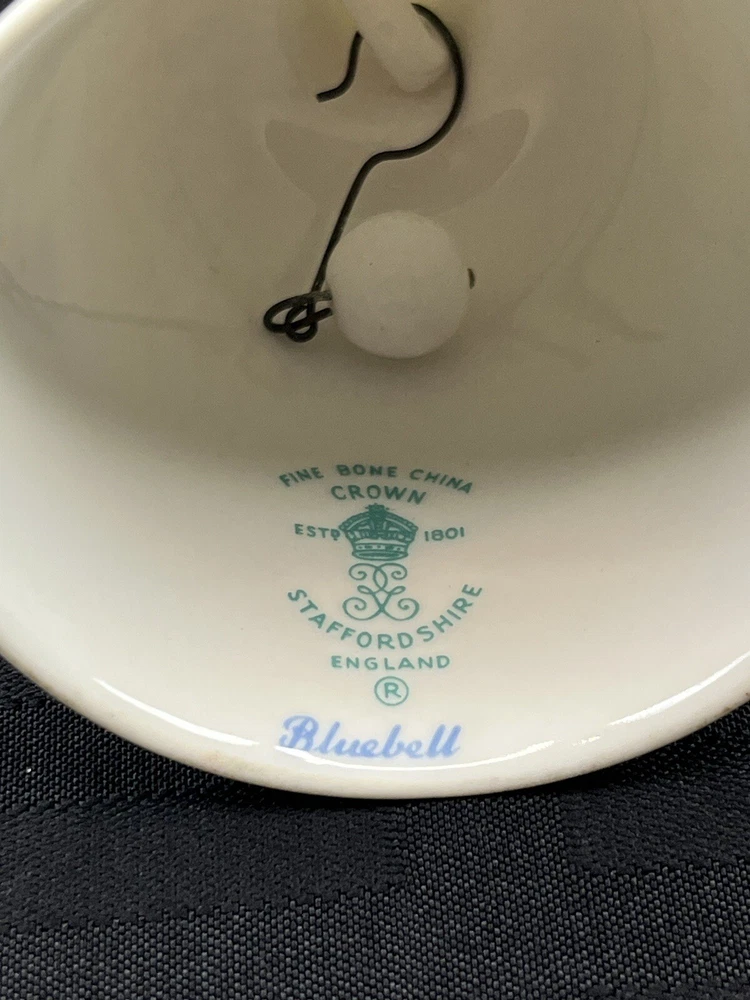 FINE BONE CHINA
CROWN
ESTD 1801
STAFFORDSHIRE
ENGLAND
®
Bluebell